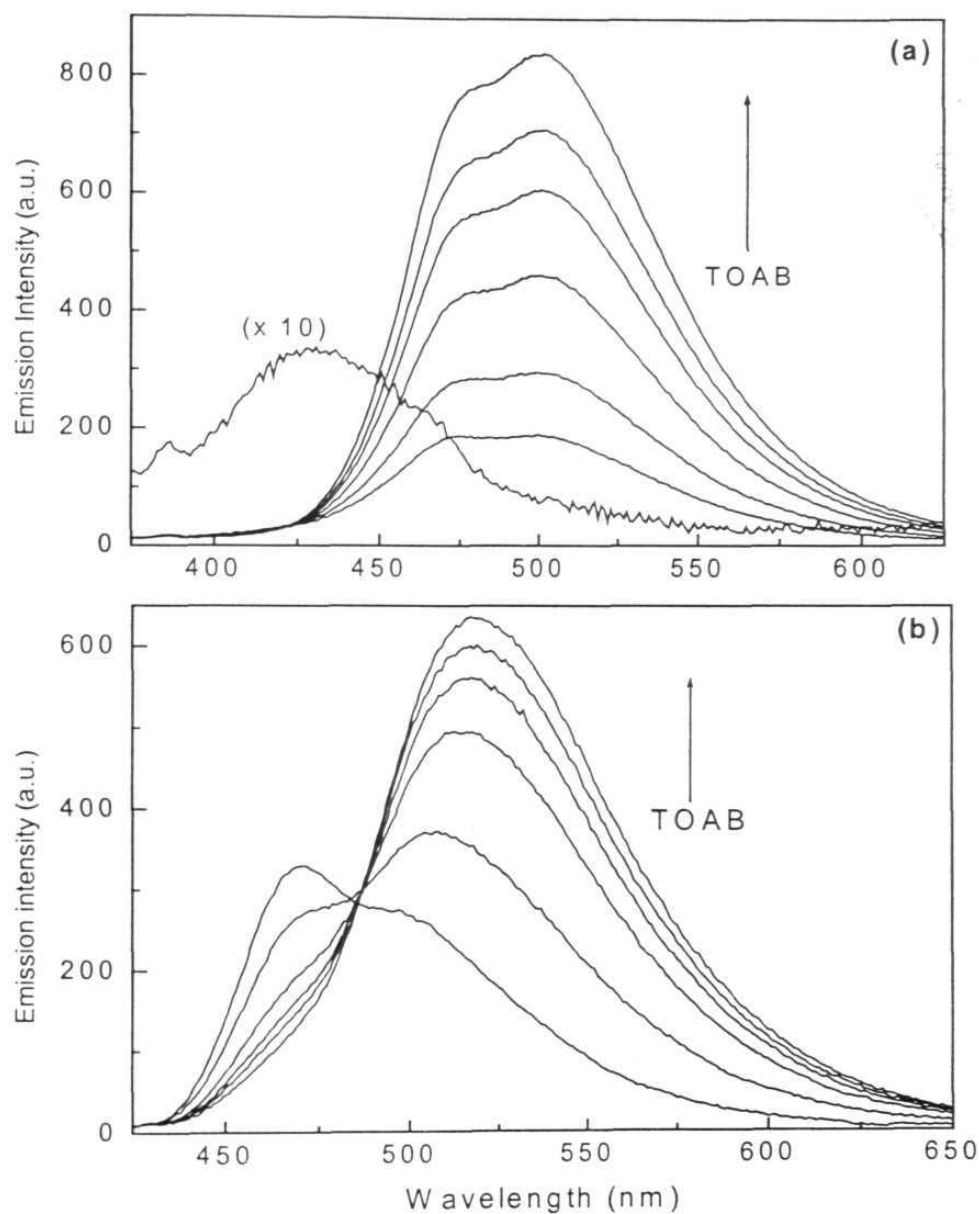 (a)
800
600
400
200
0
Emission Intensity (a.u.)
(x 10)
TOAB
400 450 500 550 600
(b)
600
400
200
0
Emission intensity (a.u.)
TOAB
450 500 550 600 650
Wavelength (nm)